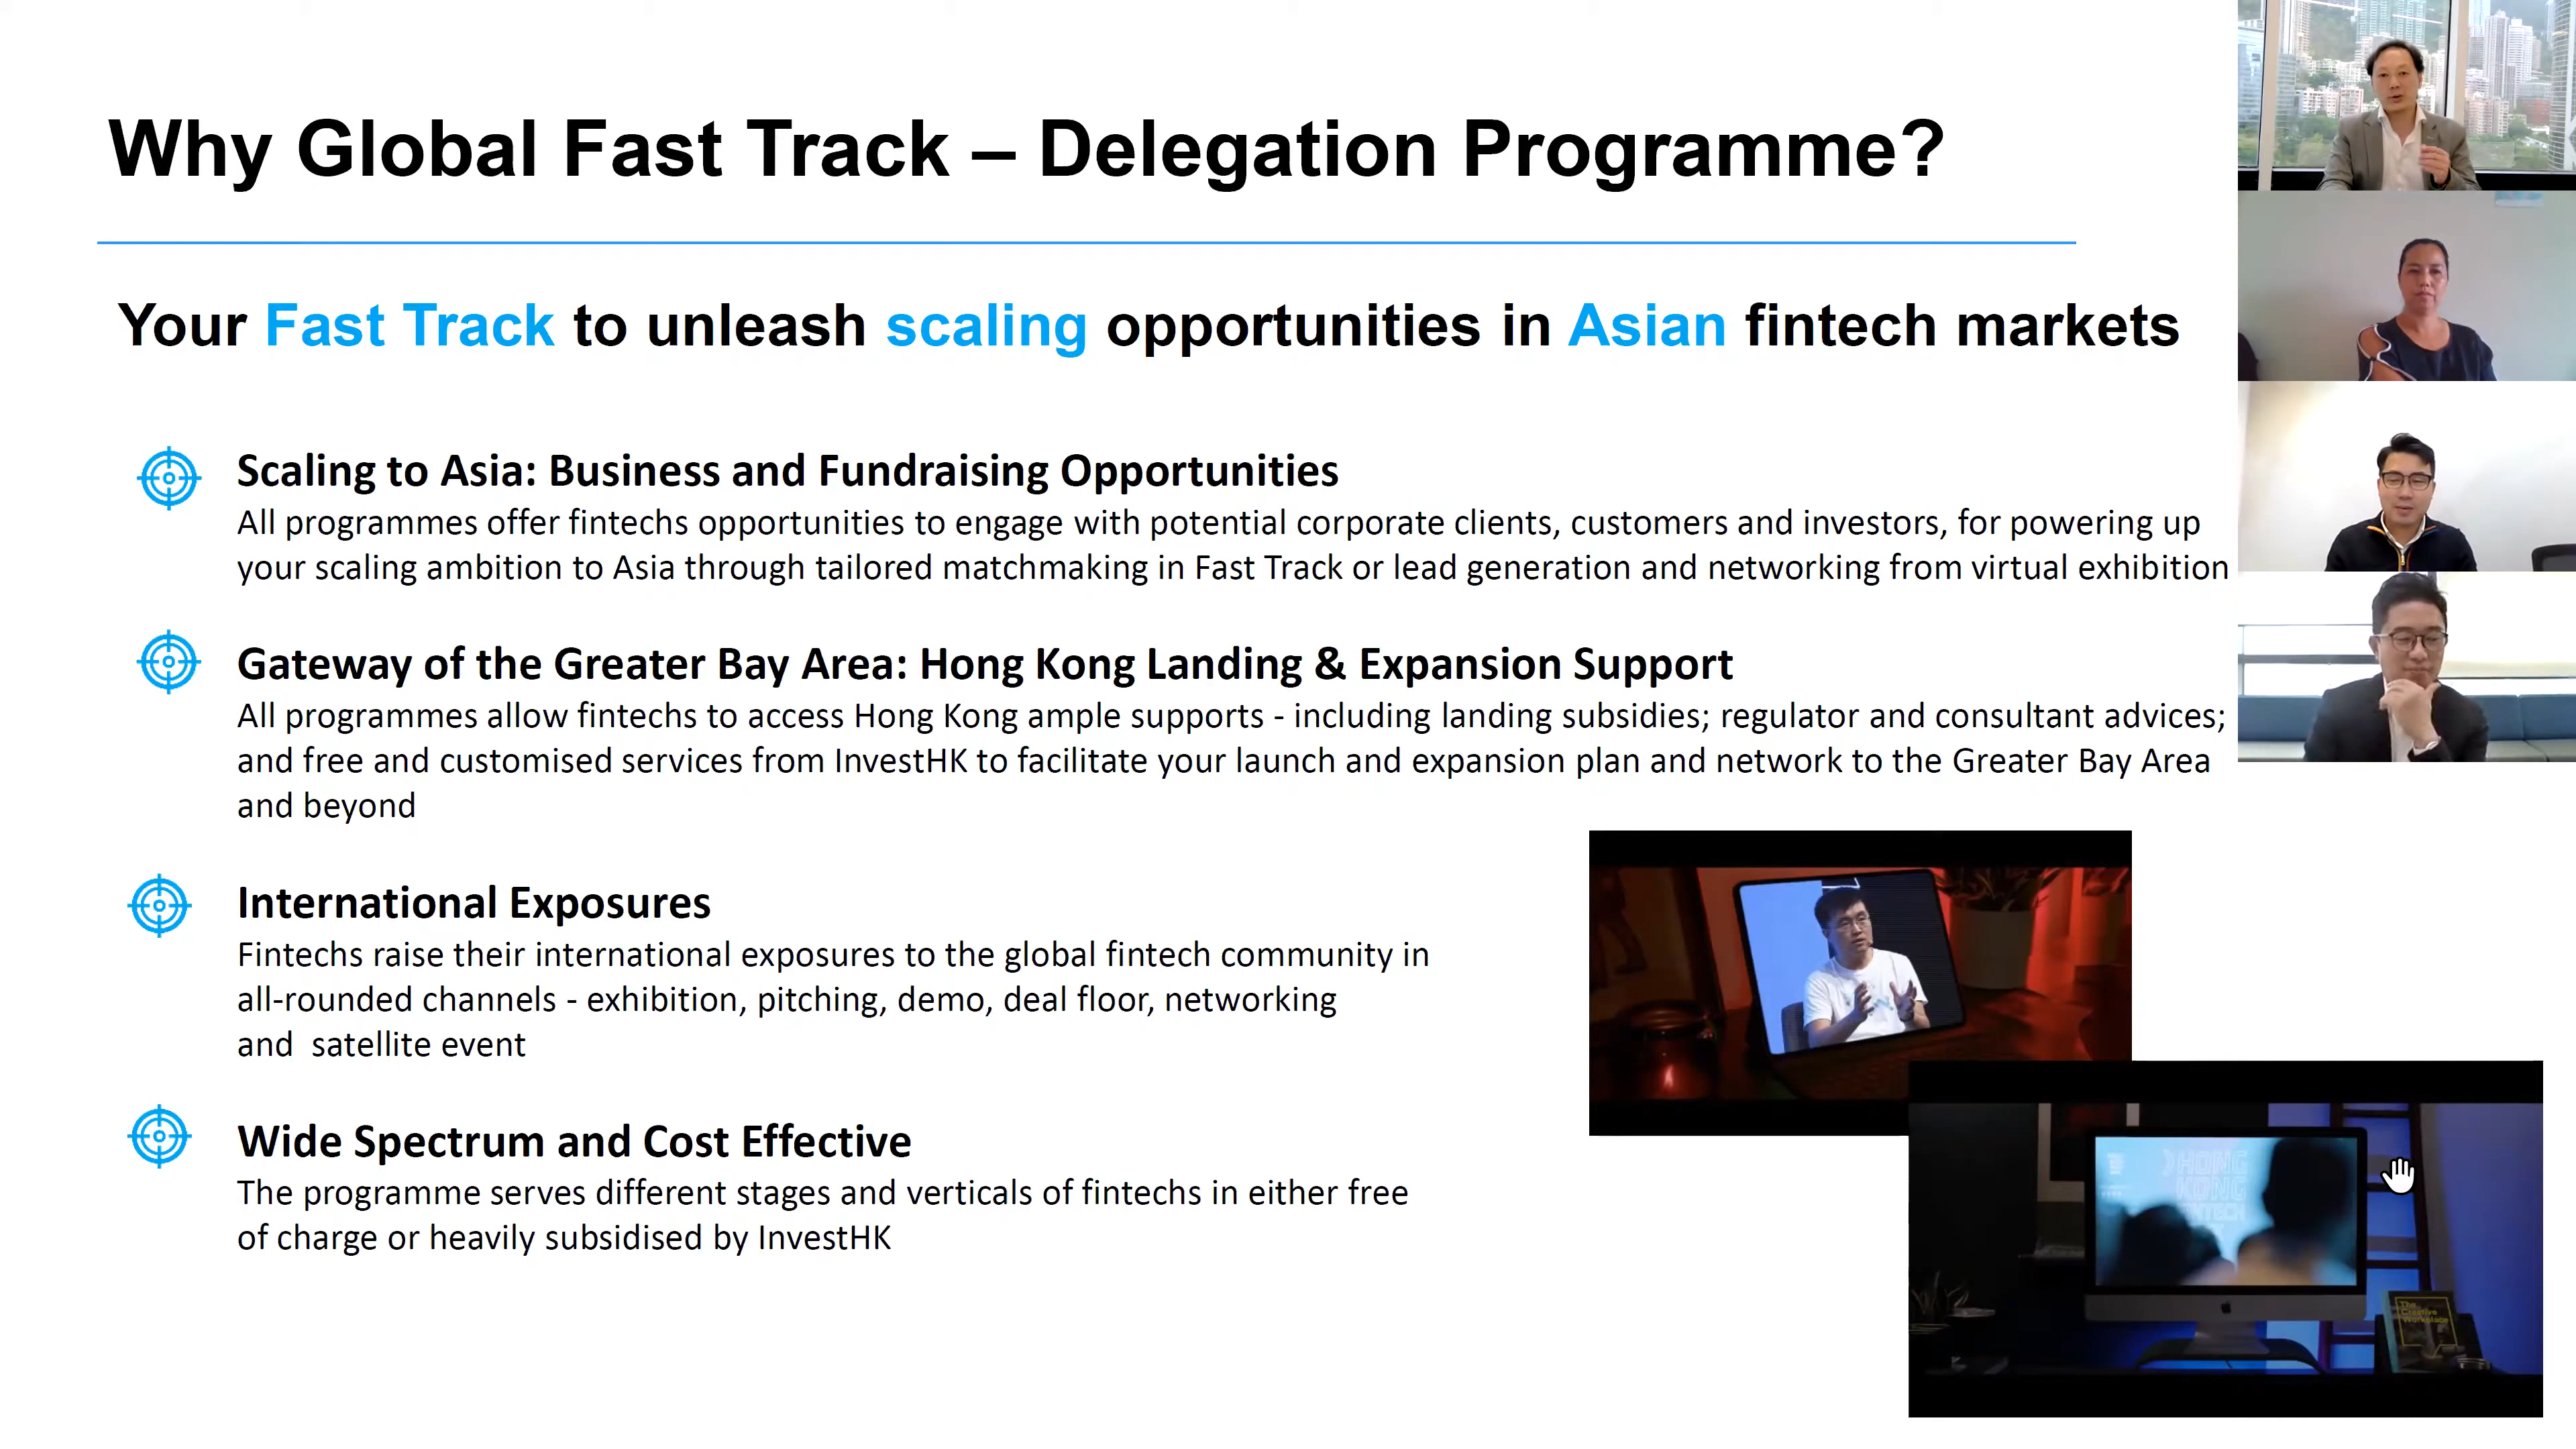 Why Global Fast Track – Delegation Programme?
Your Fast Track to unleash scaling opportunities in Asian fintech markets
Scaling to Asia: Business and Fundraising Opportunities
All programmes offer fintechs opportunities to engage with potential corporate clients, customers and investors, for powering up
your scaling ambition to Asia through tailored matchmaking in Fast Track or lead generation and networking from virtual exhibition
Gateway of the Greater Bay Area: Hong Kong Landing & Expansion Support
All programmes allow fintechs to access Hong Kong ample supports - including landing subsidies; regulator and consultant advices;
and free and customised services from InvestHK to facilitate your launch and expansion plan and network to the Greater Bay Area
and beyond
International Exposures
Fintechs raise their international exposures to the global fintech community in
all-rounded channels - exhibition, pitching, demo, deal floor, networking
and  satellite event
Wide Spectrum and Cost Effective
The programme serves different stages and verticals of fintechs in either free
of charge or heavily subsidised by InvestHK
HONG
KONG
The
Creative
Workplace